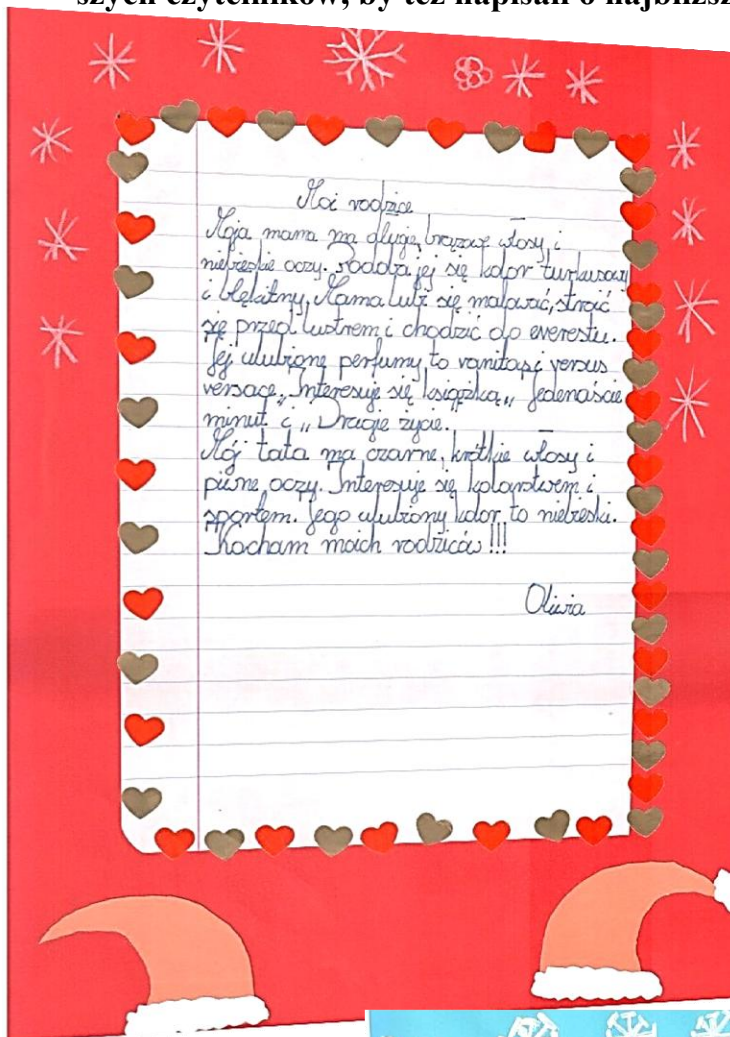 szych czytelników, by też napisali o najbliższ
Moi rodzice
Moja mama ma długie, brązowe włosy i
niebieskie oczy. Podoba jej się kolor turkusowy
i błękitny. Mama lubi się malować, stroić
się przed lustrem i chodzić do everestu.
Jej ulubione perfumy to vanitas i versus
versace. Interesuje się książką „Jedenaście
minut i „Drugie życie.
Mój tata ma czarne, krótkie włosy i
piwne oczy. Interesuje się kolarstwem i
sportem. Jego ulubiony kolor to niebieski.
Kocham moich rodziców!!!
Oliwia